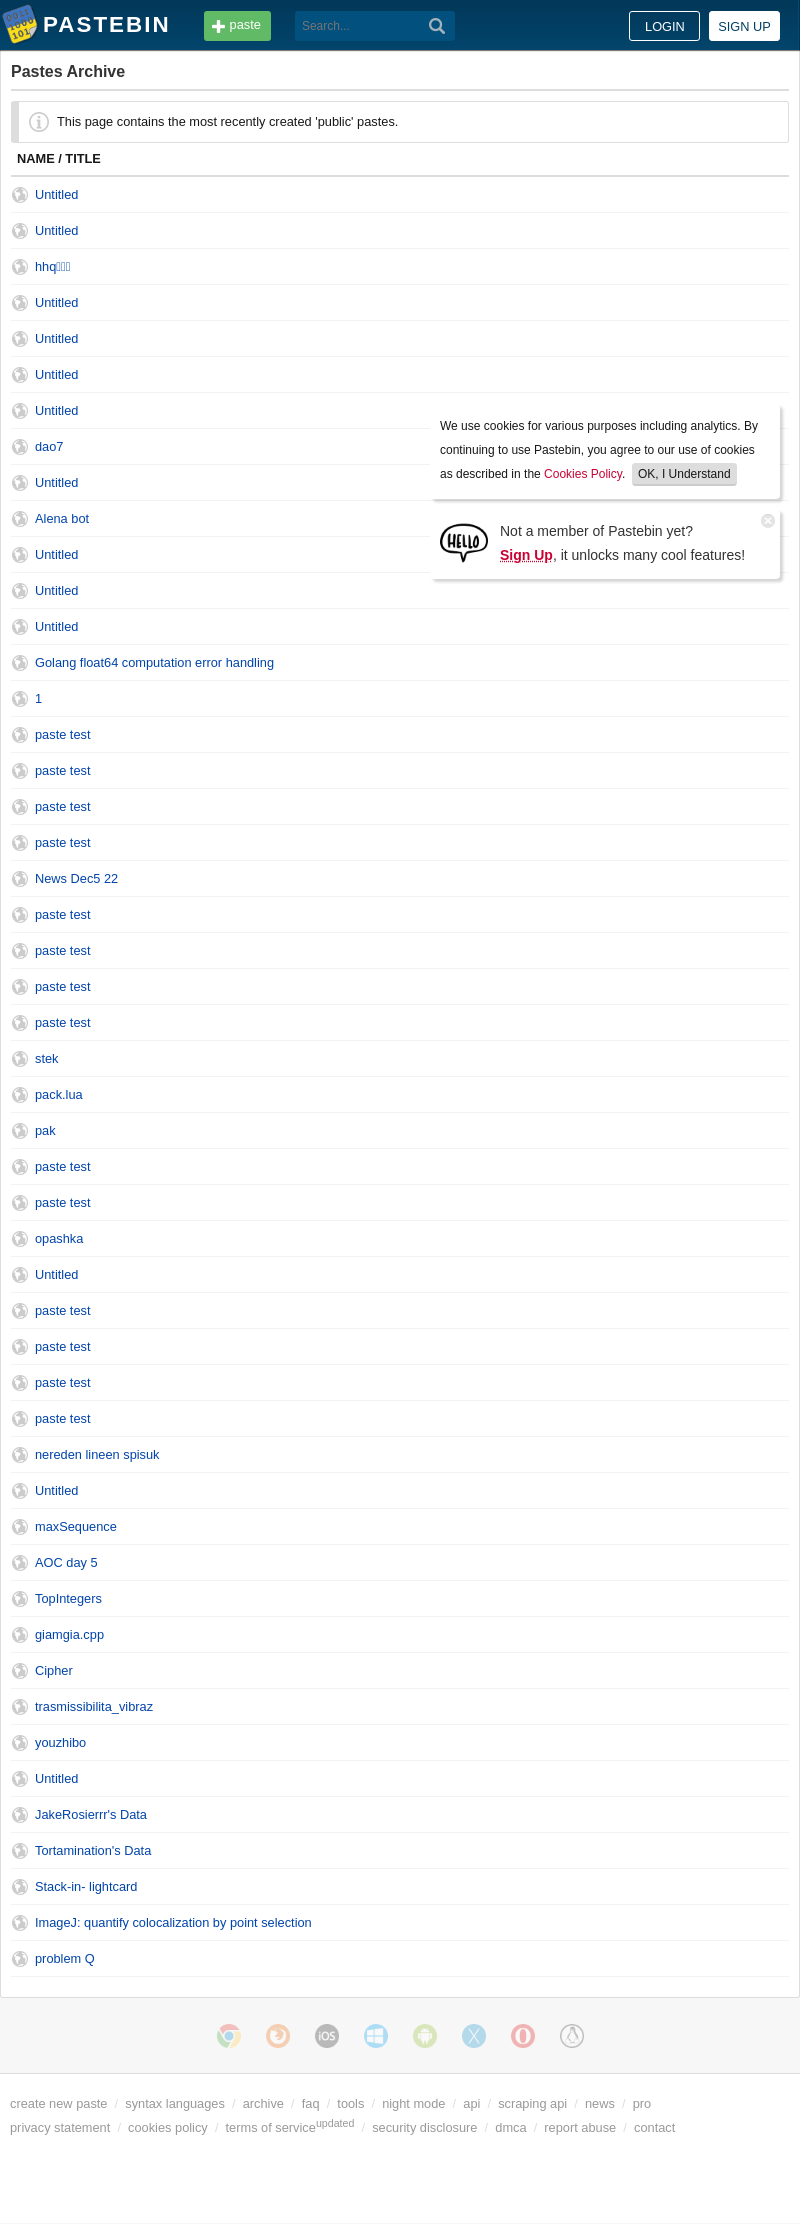 PASTEBIN
paste
Search...
LOGIN
SIGN UP
Pastes Archive
This page contains the most recently created 'public' pastes.
NAME / TITLE
Untitled
Untitled
hhq
Untitled
Untitled
Untitled
Untitled
dao7
Untitled
Alena bot
Untitled
Untitled
Untitled
We use cookies for various purposes including analytics. By
continuing to use Pastebin, you agree to our use of cookies
as described in the Cookies Policy. OK, I Understand
HELLO
Not a member of Pastebin yet?
Sign Up, it unlocks many cool features!
Golang float64 computation error handling
1
paste test
paste test
paste test
paste test
News Dec5 22
paste test
paste test
paste test
paste test
stek
pack.lua
pak
paste test
paste test
opashka
Untitled
paste test
paste test
paste test
paste test
nereden lineen spisuk
Untitled
maxSequence
AOC day 5
TopIntegers
giamgia.cpp
Cipher
trasmissibilita_vibraz
youzhibo
Untitled
JakeRosierrr's Data
Tortamination's Data
Stack-in- lightcard
ImageJ: quantify colocalization by point selection
problem Q
iOS
create new paste / syntax languages / archive / faq / tools / night mode / api / scraping api / news / pro
privacy statement / cookies policy / terms of service updated / security disclosure / dmca / report abuse / contact